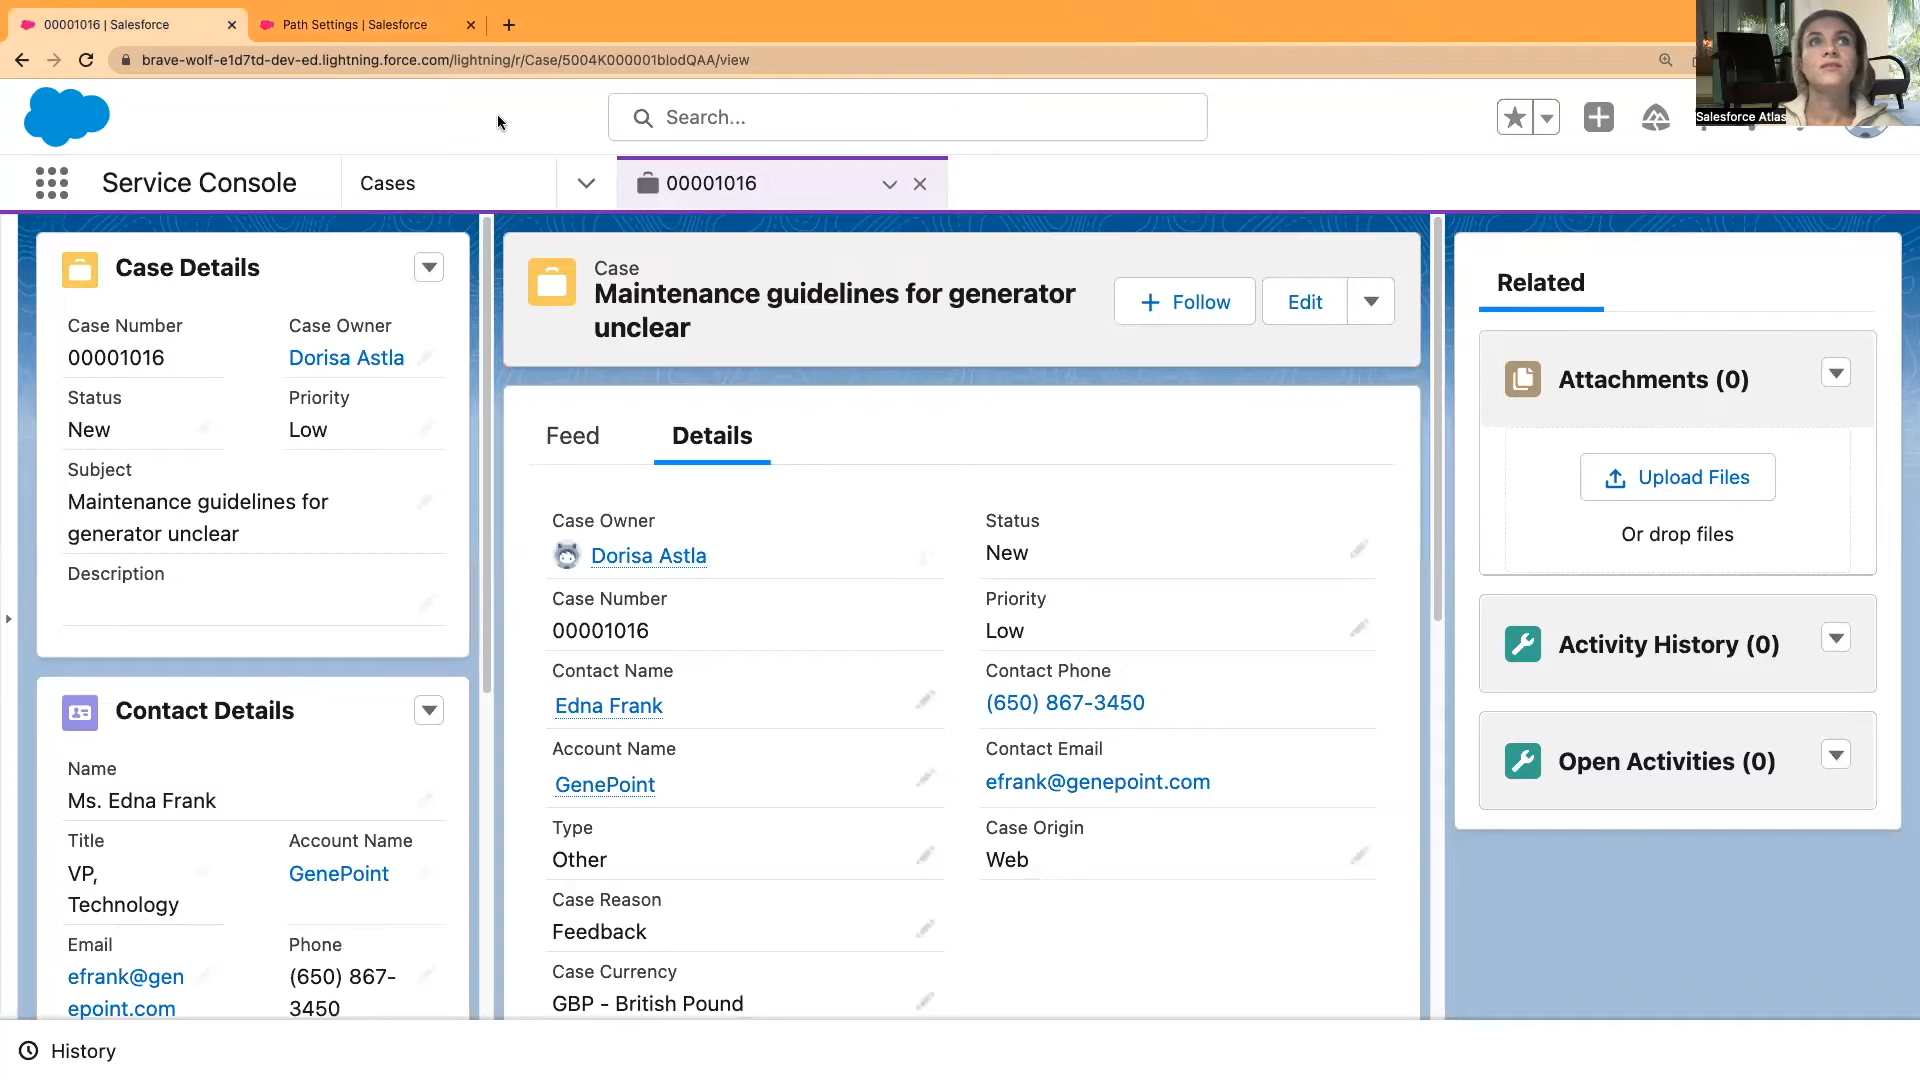 00001016 | Salesforce
Path Settings | Salesforce
brave-wolf-e1d7td-dev-ed.lightning.force.com/lightning/r/Case/5004K000001blodQAA/view
Search...
Salesforce Atlas
Service Console
Cases
00001016
Case Details
Case Number
00001016
Case Owner
Dorisa Astla
Status
New
Priority
Low
Subject
Maintenance guidelines for
generator unclear
Description
Contact Details
Name
Ms. Edna Frank
Title
VP,
Technology
Account Name
GenePoint
Email
efrank@gen
epoint.com
Phone
(650) 867-
3450
Case
Maintenance guidelines for generator
unclear
Follow
Edit
Feed
Details
Case Owner
Dorisa Astla
Status
New
Case Number
00001016
Priority
Low
Contact Name
Edna Frank
Contact Phone
(650) 867-3450
Account Name
GenePoint
Contact Email
efrank@genepoint.com
Type
Other
Case Origin
Web
Case Reason
Feedback
Case Currency
GBP - British Pound
Related
Attachments (0)
Upload Files
Or drop files
Activity History (0)
Open Activities (0)
History